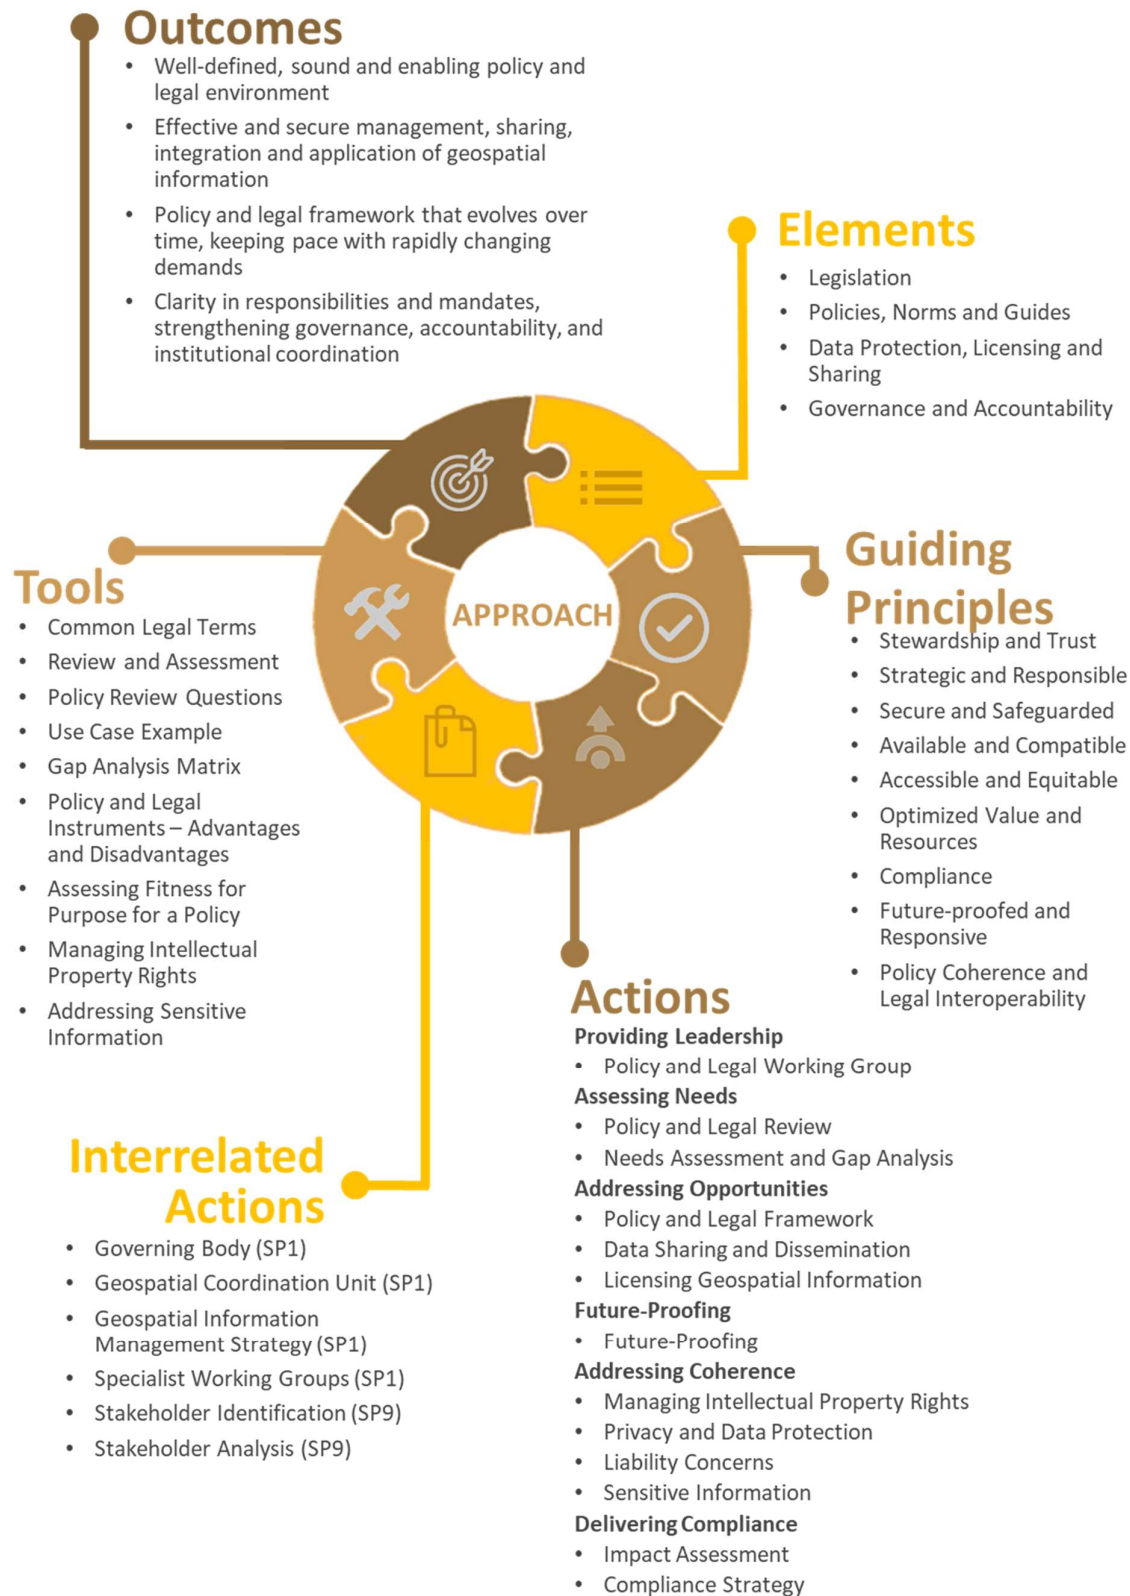 Outcomes
• Well-defined, sound and enabling policy and
legal environment
• Effective and secure management, sharing,
integration and application of geospatial
information
• Policy and legal framework that evolves over
time, keeping pace with rapidly changing
demands
• Clarity in responsibilities and mandates,
strengthening governance, accountability, and
institutional coordination
Elements
• Legislation
• Policies, Norms and Guides
• Data Protection, Licensing and
Sharing
• Governance and Accountability
Guiding
Principles
• Stewardship and Trust
• Strategic and Responsible
• Secure and Safeguarded
• Available and Compatible
• Accessible and Equitable
• Optimized Value and
Resources
• Compliance
• Future-proofed and
Responsive
• Policy Coherence and
Legal Interoperability
APPROACH
Tools
• Common Legal Terms
• Review and Assessment
• Policy Review Questions
• Use Case Example
• Gap Analysis Matrix
• Policy and Legal
Instruments – Advantages
and Disadvantages
• Assessing Fitness for
Purpose for a Policy
• Managing Intellectual
Property Rights
• Addressing Sensitive
Information
Actions
Providing Leadership
• Policy and Legal Working Group
Assessing Needs
• Policy and Legal Review
• Needs Assessment and Gap Analysis
Addressing Opportunities
• Policy and Legal Framework
• Data Sharing and Dissemination
• Licensing Geospatial Information
Future-Proofing
• Future-Proofing
Addressing Coherence
• Managing Intellectual Property Rights
• Privacy and Data Protection
• Liability Concerns
• Sensitive Information
Delivering Compliance
• Impact Assessment
• Compliance Strategy
Interrelated
Actions
• Governing Body (SP1)
• Geospatial Coordination Unit (SP1)
• Geospatial Information
Management Strategy (SP1)
• Specialist Working Groups (SP1)
• Stakeholder Identification (SP9)
• Stakeholder Analysis (SP9)